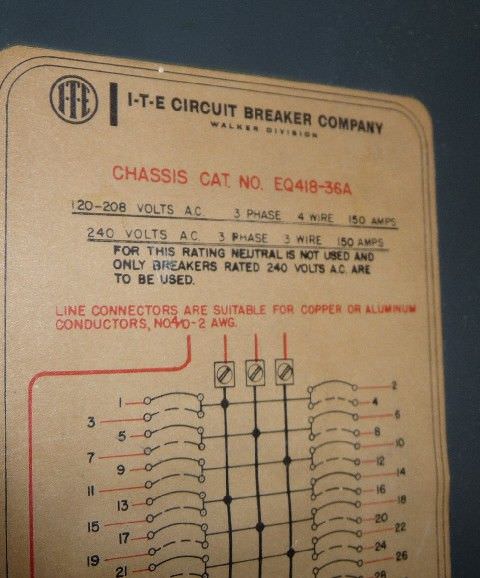 I-T-E
I-T-E CIRCUIT BREAKER COMPANY
WALKER DIVISION
CHASSIS CAT. NO. EQ418-36A
120-208 VOLTS A.C. 3 PHASE 4 WIRE 150 AMPS
240 VOLTS A.C. 3 PHASE 3 WIRE 150 AMPS
FOR THIS RATING NEUTRAL IS NOT USED AND
ONLY BREAKERS RATED 240 VOLTS A.C. ARE
TO BE USED.
LINE CONNECTORS ARE SUITABLE FOR COPPER OR ALUMINUM
CONDUCTORS, NO 4/0-2 AWG.
1 2
3 4
5 6
7 8
9 10
11 12
13 14
15 16
17 18
19 20
21 22
24
26
28